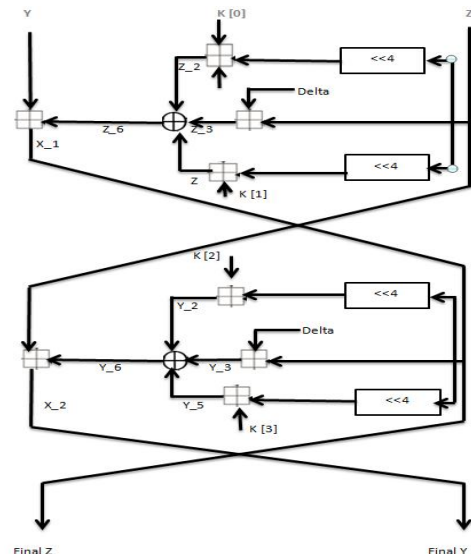 Y
K [0]
Z
Z_2
<<4
Delta
Z_6
Z_3
X_1
Z
<<4
K [1]
K [2]
Y_2
<<4
Delta
Y_6
Y_3
X_2
Y_5
<<4
K [3]
Final Z
Final Y